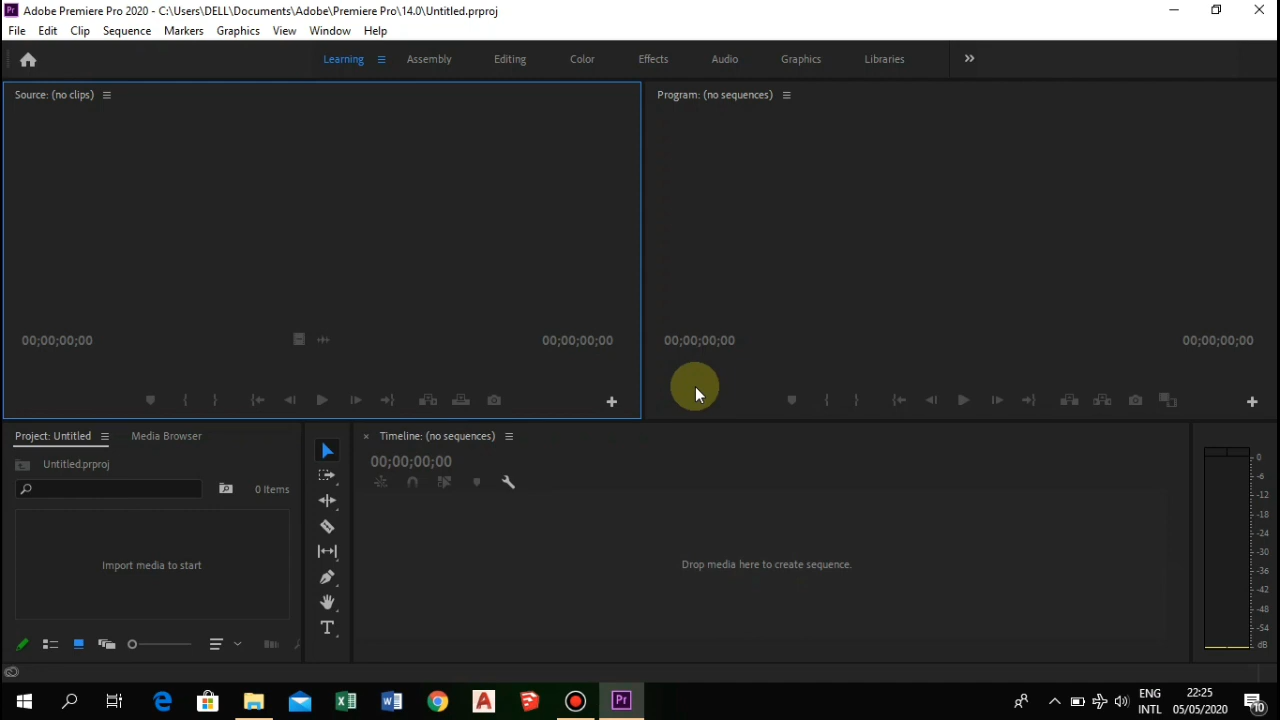 Adobe Premiere Pro 2020 - C:\Users\DELL\Documents\Adobe\Premiere Pro\14.0\Untitled.prproj
File Edit Clip Sequence Markers Graphics View Window Help
Learning Assembly Editing Color Effects Audio Graphics Libraries
Source: (no clips)
Program: (no sequences)
00;00;00;00 00;00;00;00
00;00;00;00 00;00;00;00
Project: Untitled Media Browser
Untitled.prproj
0 Items
Import media to start
Timeline: (no sequences)
00;00;00;00
Drop media here to create sequence.
0
-6
-12
-18
-24
-30
-36
-42
-48
-54
dB
ENG
INTL
22:25
05/05/2020
10